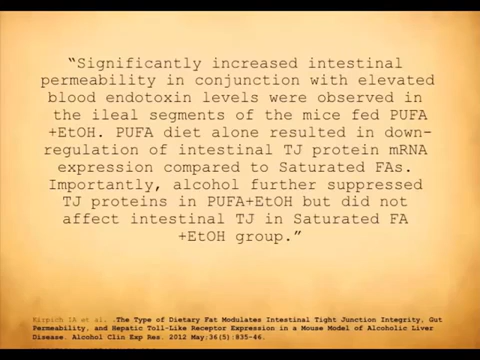 “Significantly increased intestinal
permeability in conjunction with elevated
blood endotoxin levels were observed in
the ileal segments of the mice fed PUFA
+EtOH. PUFA diet alone resulted in down-
regulation of intestinal TJ protein mRNA
expression compared to Saturated FAs.
Importantly, alcohol further suppressed
TJ proteins in PUFA+EtOH but did not
affect intestinal TJ in Saturated FA
+EtOH group.”
Kirpich IA et al. .The Type of Dietary Fat Modulates Intestinal Tight Junction Integrity, Gut
Permeability, and Hepatic Toll-Like Receptor Expression in a Mouse Model of Alcoholic Liver
Disease. Alcohol Clin Exp Res. 2012 May;36(5):835-46.